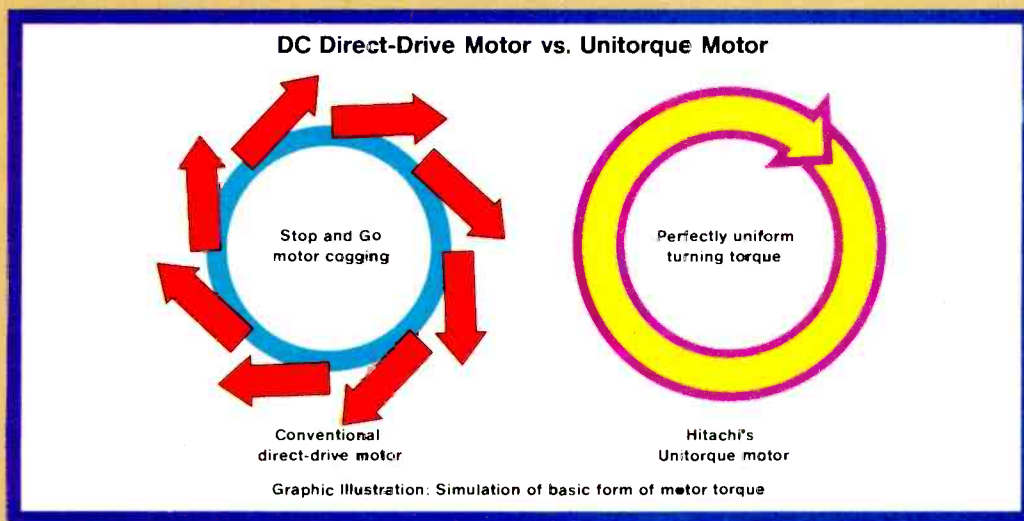 DC Direct-Drive Motor vs. Unitorque Motor
Stop and Go
motor cogging
Perfectly uniform
turning torque
Conventional
direct-drive motor
Hitachi's
Unitorque motor
Graphic Illustration: Simulation of basic form of motor torque